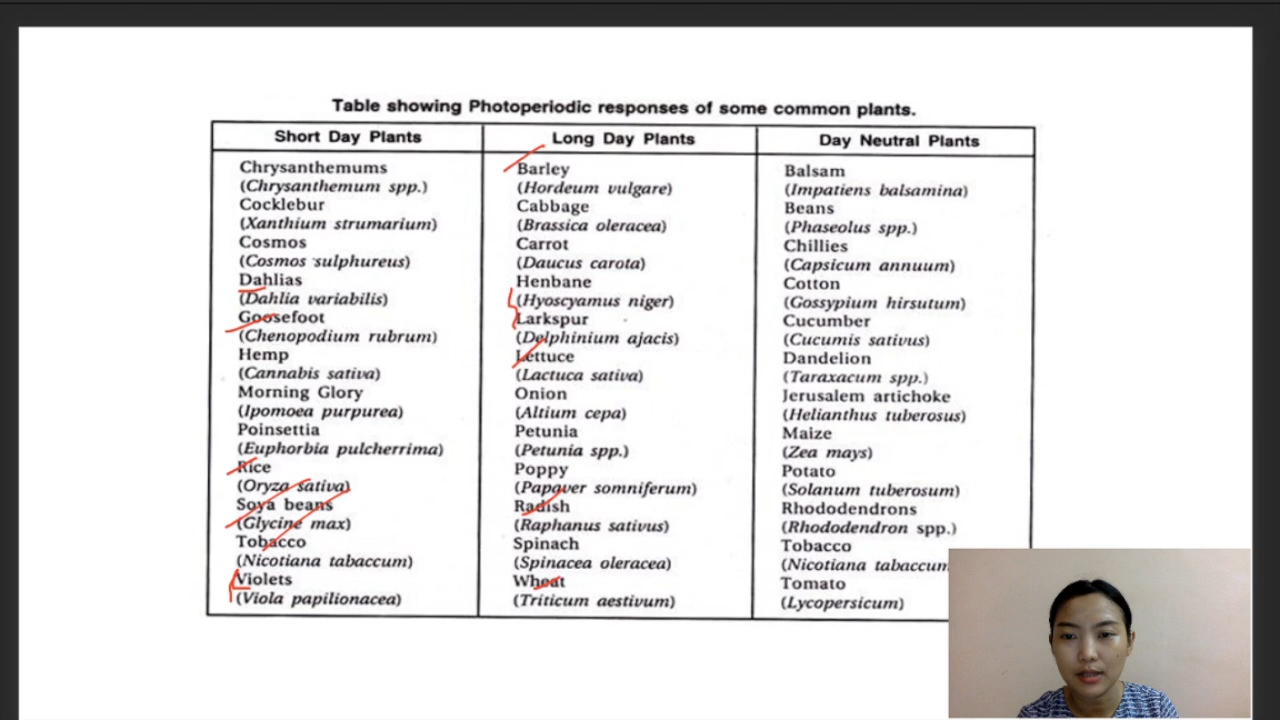 Table showing Photoperiodic responses of some common plants.
Short Day Plants
Chrysanthemums
(Chrysanthemum spp.)
Cocklebur
(Xanthium strumarium)
Cosmos
(Cosmos sulphureus)
Dahlias
(Dahlia variabilis)
Goosefoot
(Chenopodium rubrum)
Hemp
(Cannabis sativa)
Morning Glory
(Ipomoea purpurea)
Poinsettia
(Euphorbia pulcherrima)
Rice
(Oryza sativa)
Soya beans
(Glycine max)
Tobacco
(Nicotiana tabaccum)
Violets
(Viola papilionacea)
Long Day Plants
Barley
(Hordeum vulgare)
Cabbage
(Brassica oleracea)
Carrot
(Daucus carota)
Henbane
(Hyoscyamus niger)
Larkspur
(Delphinium ajacis)
Lettuce
(Lactuca sativa)
Onion
(Altium cepa)
Petunia
(Petunia spp.)
Poppy
(Papaver somniferum)
Radish
(Raphanus sativus)
Spinach
(Spinacea oleracea)
Wheat
(Triticum aestivum)
Day Neutral Plants
Balsam
(Impatiens balsamina)
Beans
(Phaseolus spp.)
Chillies
(Capsicum annuum)
Cotton
(Gossypium hirsutum)
Cucumber
(Cucumis sativus)
Dandelion
(Taraxacum spp.)
Jerusalem artichoke
(Helianthus tuberosus)
Maize
(Zea mays)
Potato
(Solanum tuberosum)
Rhododendrons
(Rhododendron spp.)
Tobacco
(Nicotiana tabaccum
Tomato
(Lycopersicum)